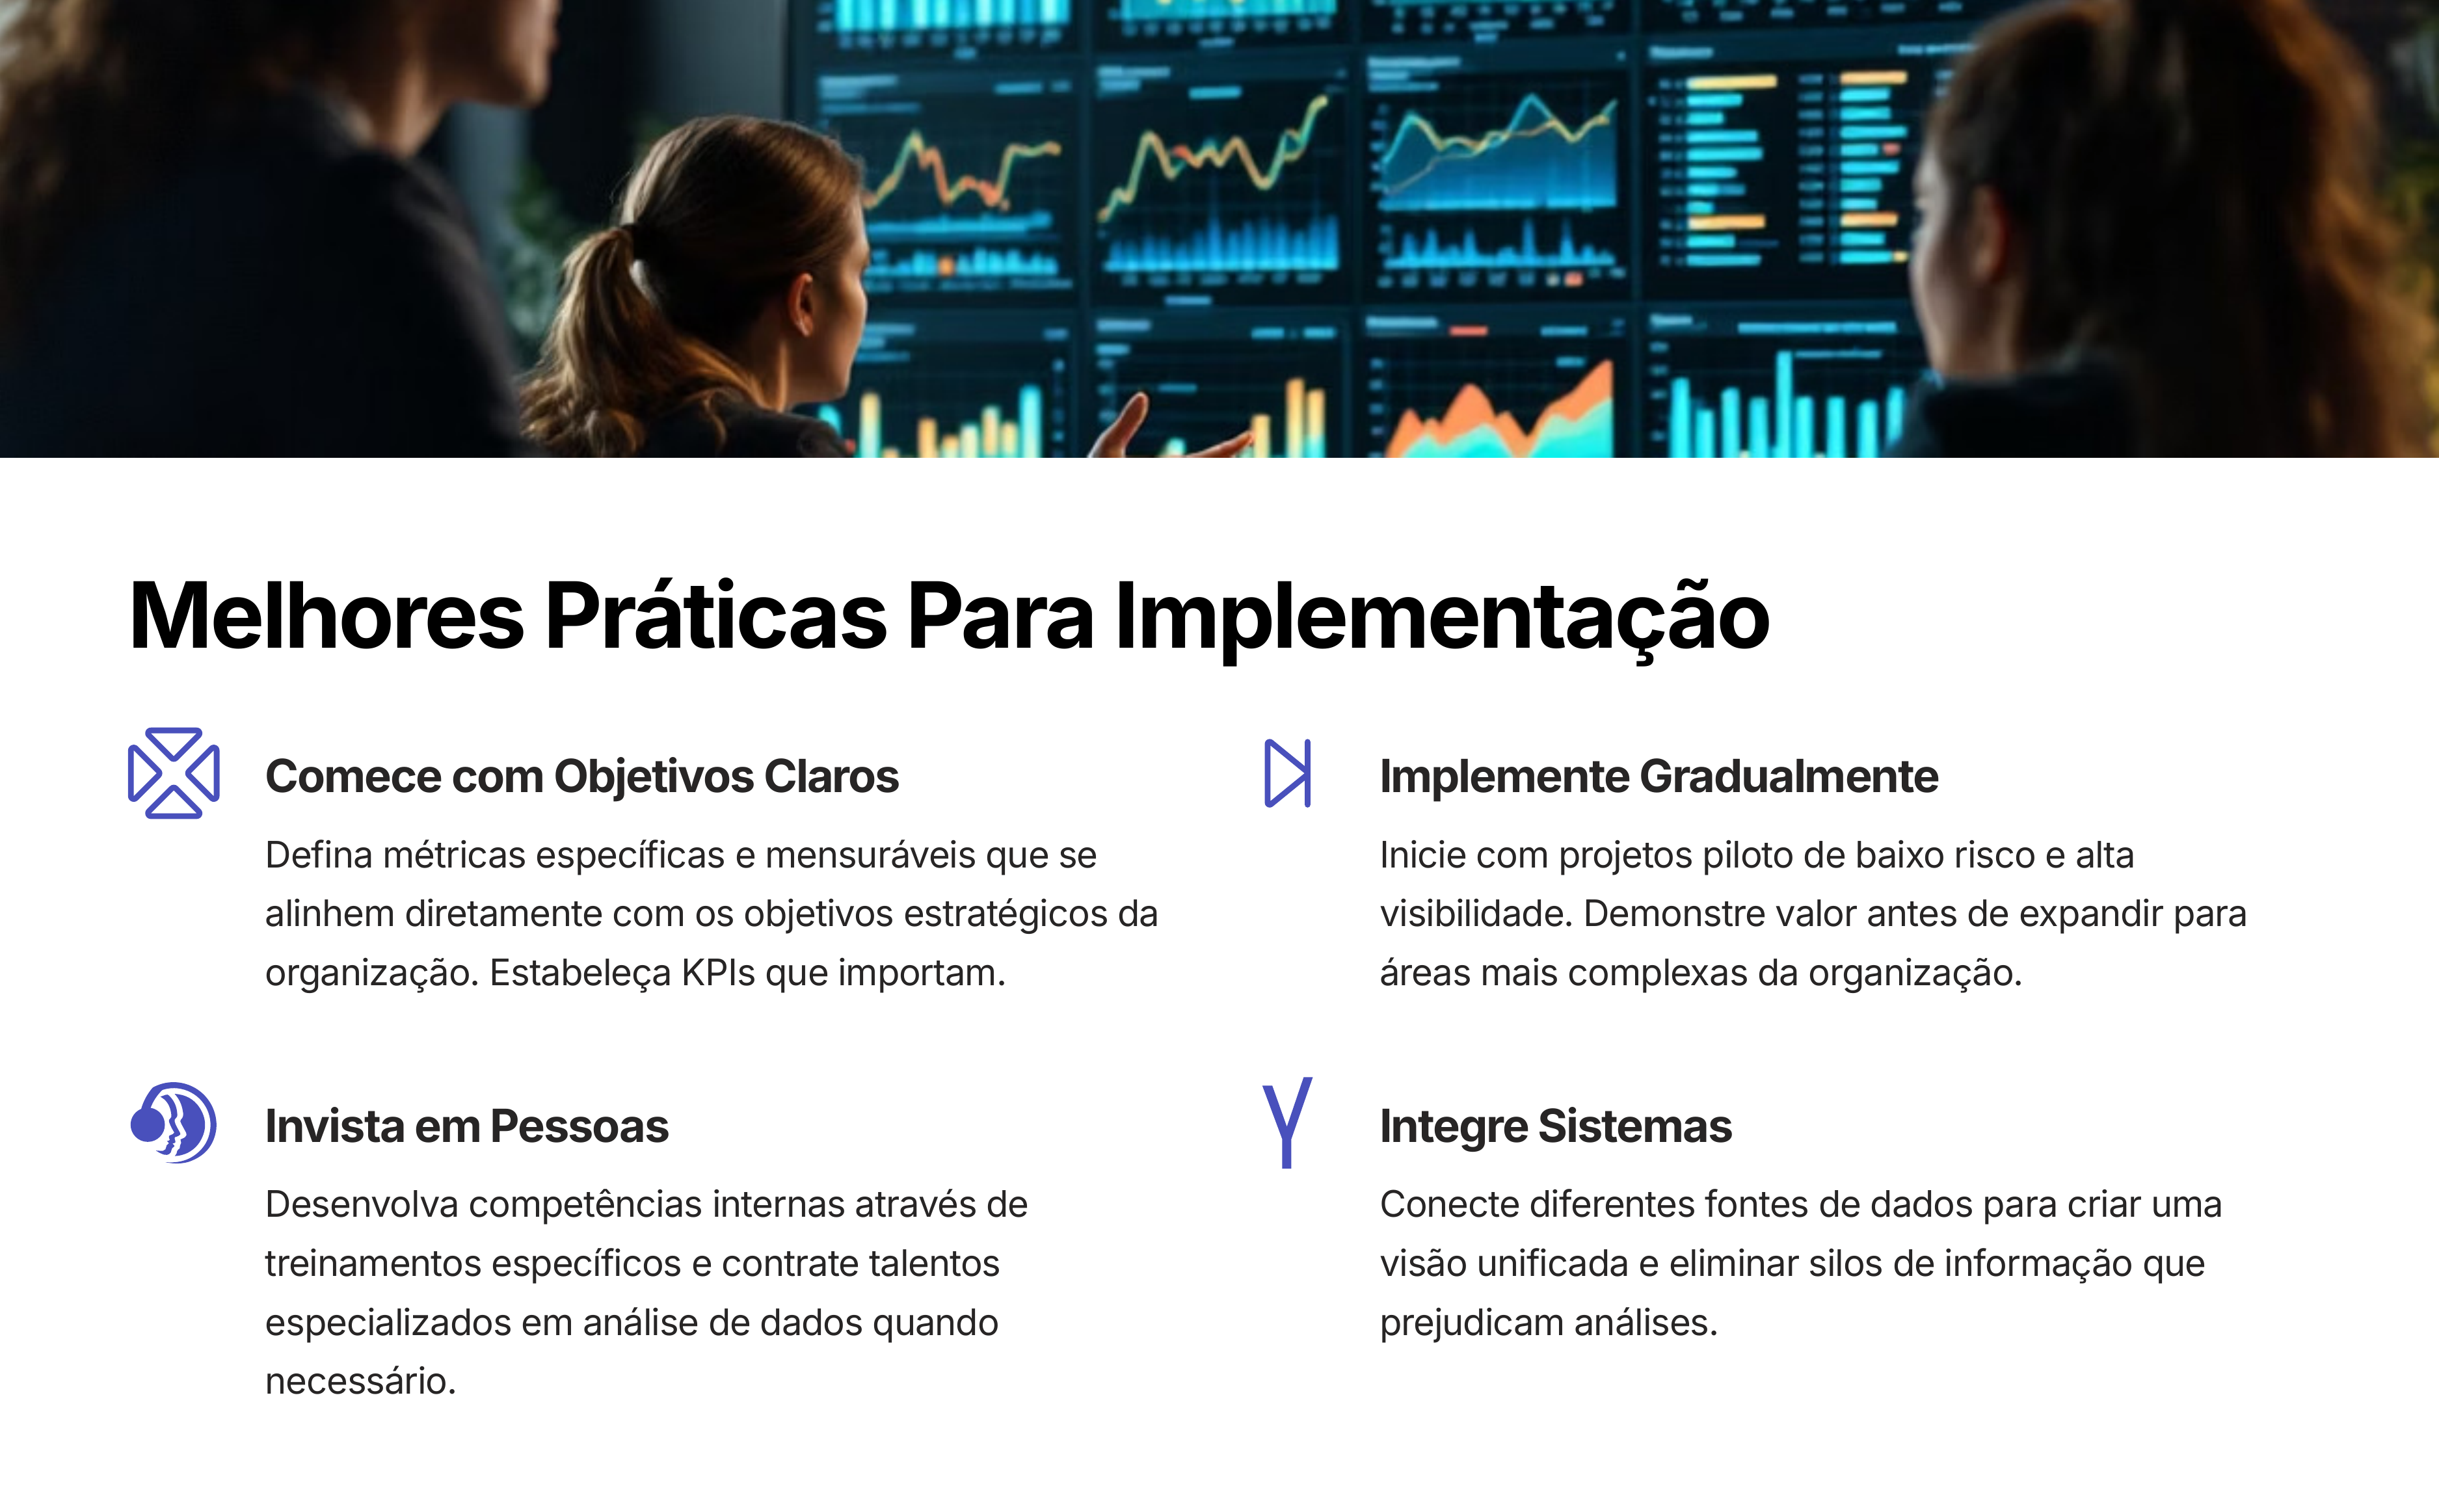 Melhores Práticas Para Implementação
Comece com Objetivos Claros
Defina métricas específicas e mensuráveis que se
alinhem diretamente com os objetivos estratégicos da
organização. Estabeleça KPIs que importam.
Implemente Gradualmente
Inicie com projetos piloto de baixo risco e alta
visibilidade. Demonstre valor antes de expandir para
áreas mais complexas da organização.
Invista em Pessoas
Desenvolva competências internas através de
treinamentos específicos e contrate talentos
especializados em análise de dados quando
necessário.
Integre Sistemas
Conecte diferentes fontes de dados para criar uma
visão unificada e eliminar silos de informação que
prejudicam análises.